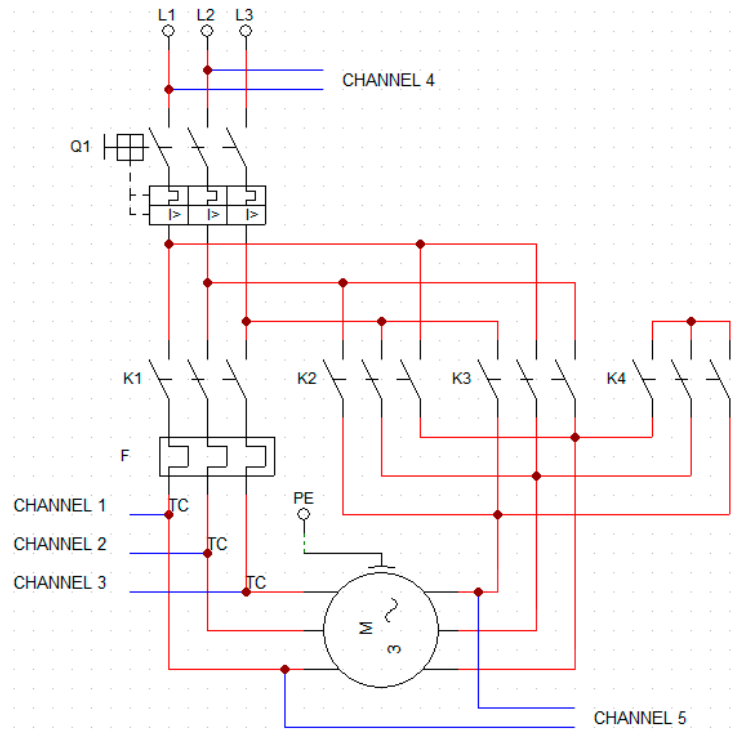 L1 L2 L3
CHANNEL 4
Q1
I> I> I>
K1 K2 K3 K4
F
CHANNEL 1 TC PE
CHANNEL 2 TC
CHANNEL 3 TC
M
3
CHANNEL 5